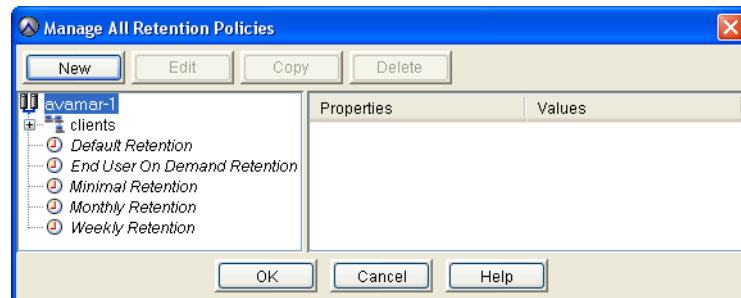 Manage All Retention Policies
New Edit Copy Delete
avamar-1
clients
Default Retention
End User On Demand Retention
Minimal Retention
Monthly Retention
Weekly Retention
Properties Values
OK Cancel Help